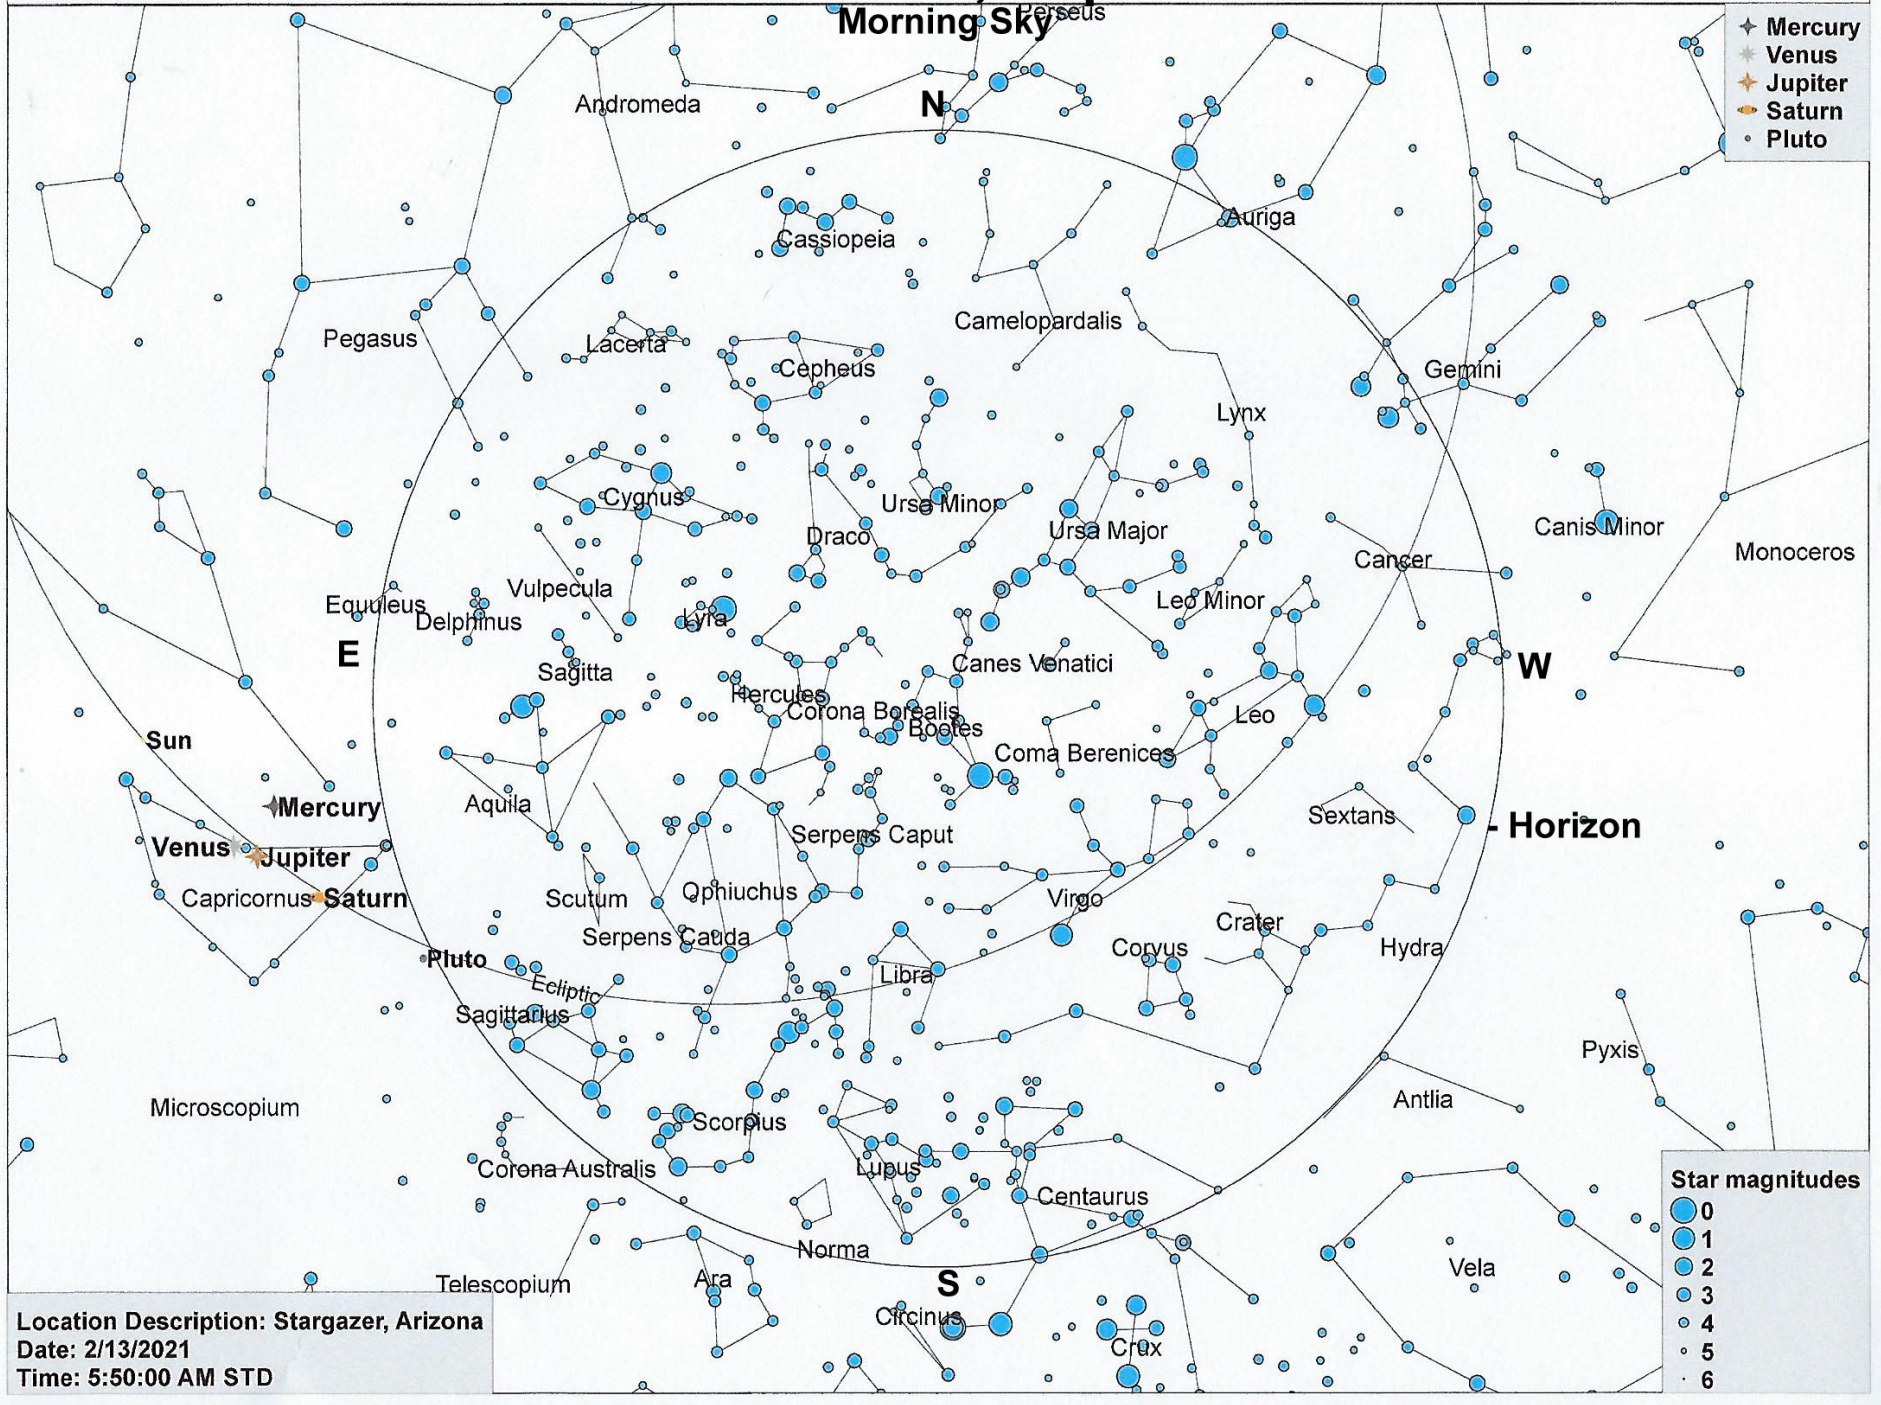 Perseus
Morning Sky
Mercury
Venus
Jupiter
Saturn
Pluto
N
Andromeda
Auriga
Cassiopeia
Camelopardalis
Pegasus
Lacerta
Cepheus
Gemini
Lynx
Cygnus
Ursa Minor
Draco
Ursa Major
Canis Minor
Cancer
Monoceros
Vulpecula
Equuleus
Delphinus
Lyra
Leo Minor
E
Sagitta
Canes Venatici
W
Hercules
Corona Borealis
Bootes
Leo
Sun
Coma Berenices
Mercury
Aquila
Serpens Caput
Sextans
- Horizon
Venus
Jupiter
Capricornus
Saturn
Scutum
Ophiuchus
Virgo
Serpens Cauda
Crater
Corvus
Hydra
Pluto
Libra
Ecliptic
Sagittarius
Pyxis
Microscopium
Scorpius
Antlia
Corona Australis
Lupus
Centaurus
Norma
Telescopium
Ara
S
Vela
Circinus
Crux
Star magnitudes
0
1
2
3
4
5
6
Location Description: Stargazer, Arizona
Date: 2/13/2021
Time: 5:50:00 AM STD